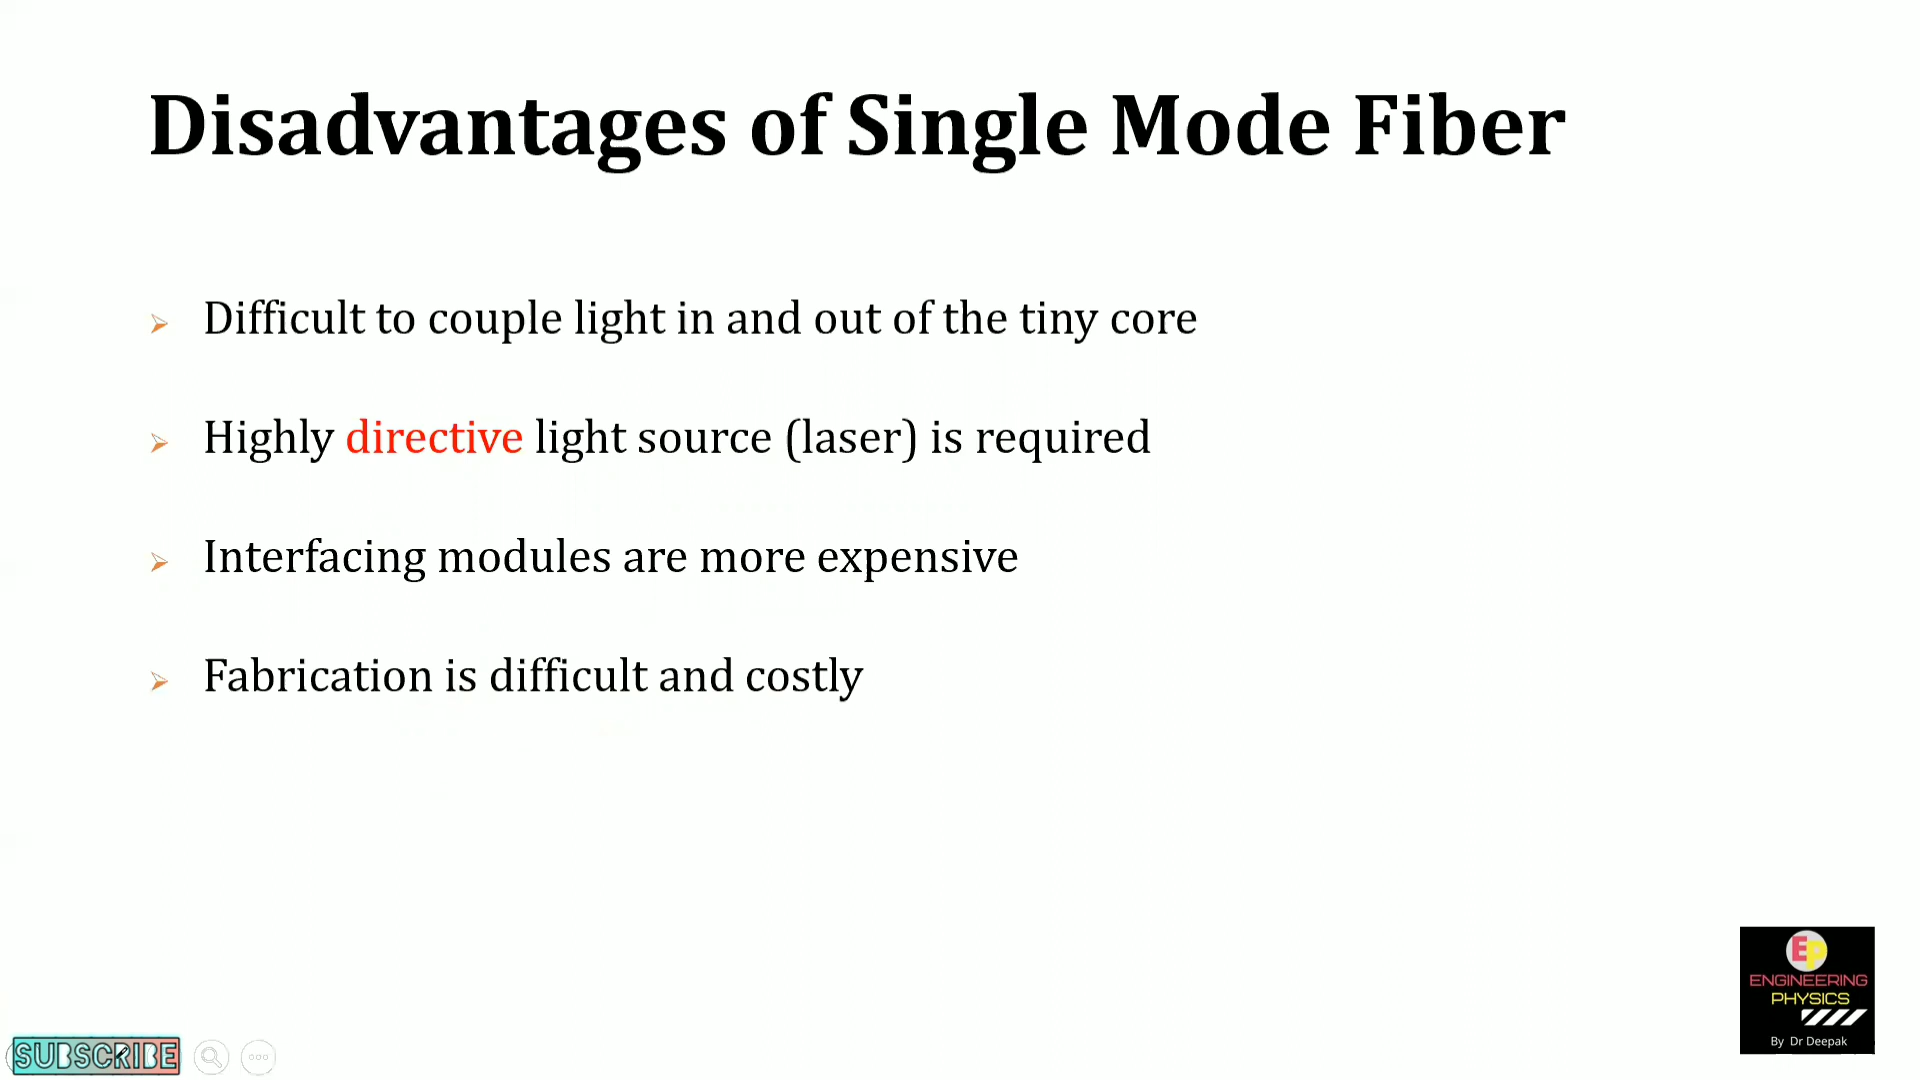 Disadvantages of Single Mode Fiber
Difficult to couple light in and out of the tiny core
Highly directive light source (laser) is required
Interfacing modules are more expensive
Fabrication is difficult and costly
EP
ENGINEERING
PHYSICS
By Dr Deepak
SUBSCRIBE